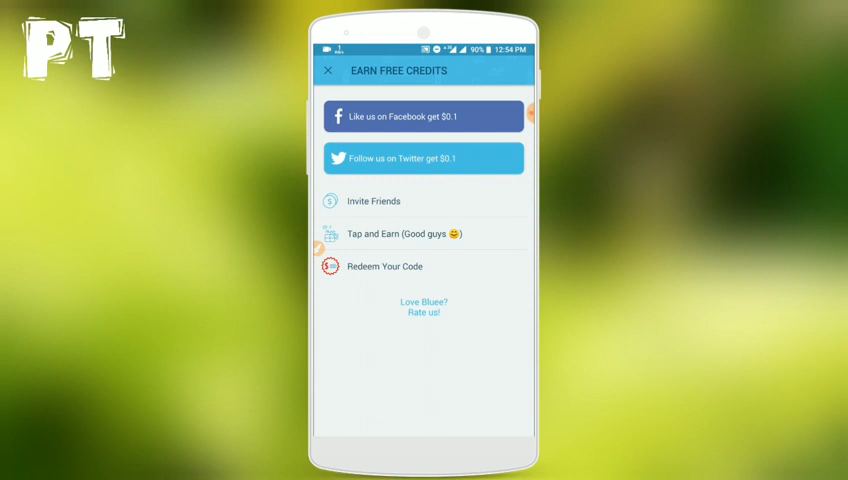 PT
90% 12:54 PM
EARN FREE CREDITS
Like us on Facebook get $0.1
Follow us on Twitter get $0.1
Invite Friends
Tap and Earn (Good guys 😊)
Redeem Your Code
Love Bluee?
Rate us!